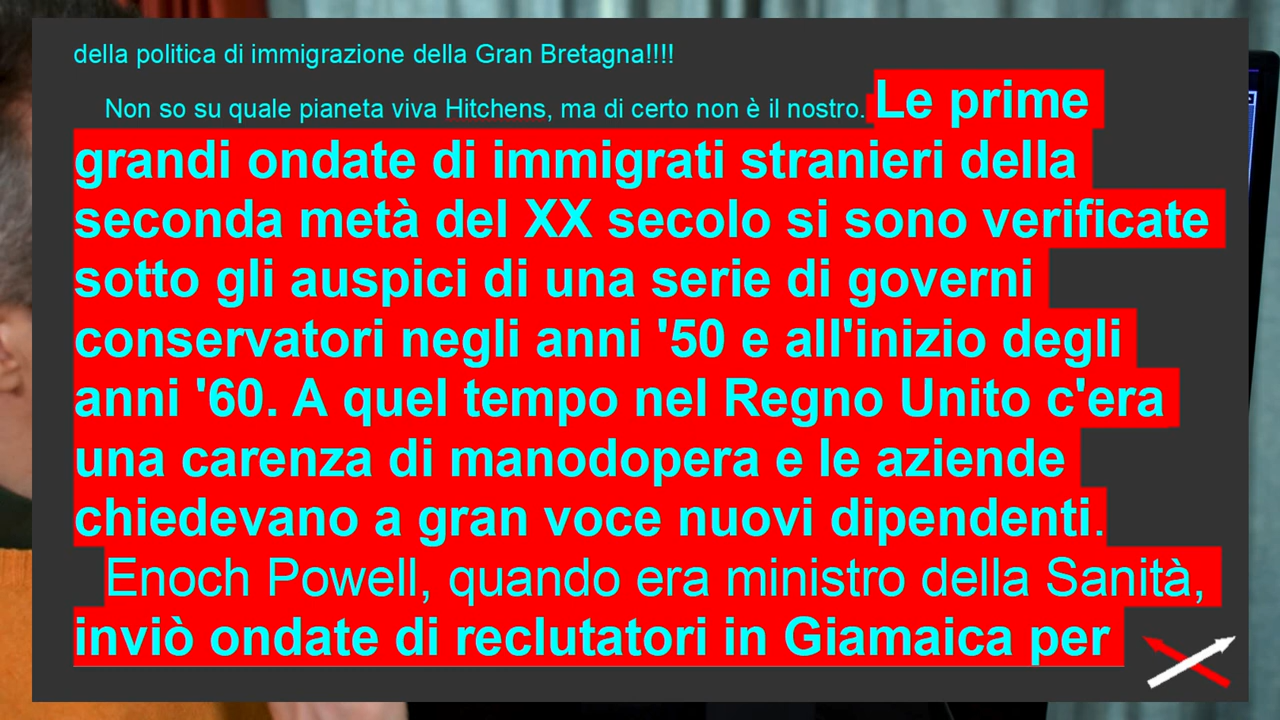 della politica di immigrazione della Gran Bretagna!!!!
Non so su quale pianeta viva Hitchens, ma di certo non è il nostro. Le prime
grandi ondate di immigrati stranieri della
seconda metà del XX secolo si sono verificate
sotto gli auspici di una serie di governi
conservatori negli anni '50 e all'inizio degli
anni '60. A quel tempo nel Regno Unito c'era
una carenza di manodopera e le aziende
chiedevano a gran voce nuovi dipendenti.
Enoch Powell, quando era ministro della Sanità,
inviò ondate di reclutatori in Giamaica per